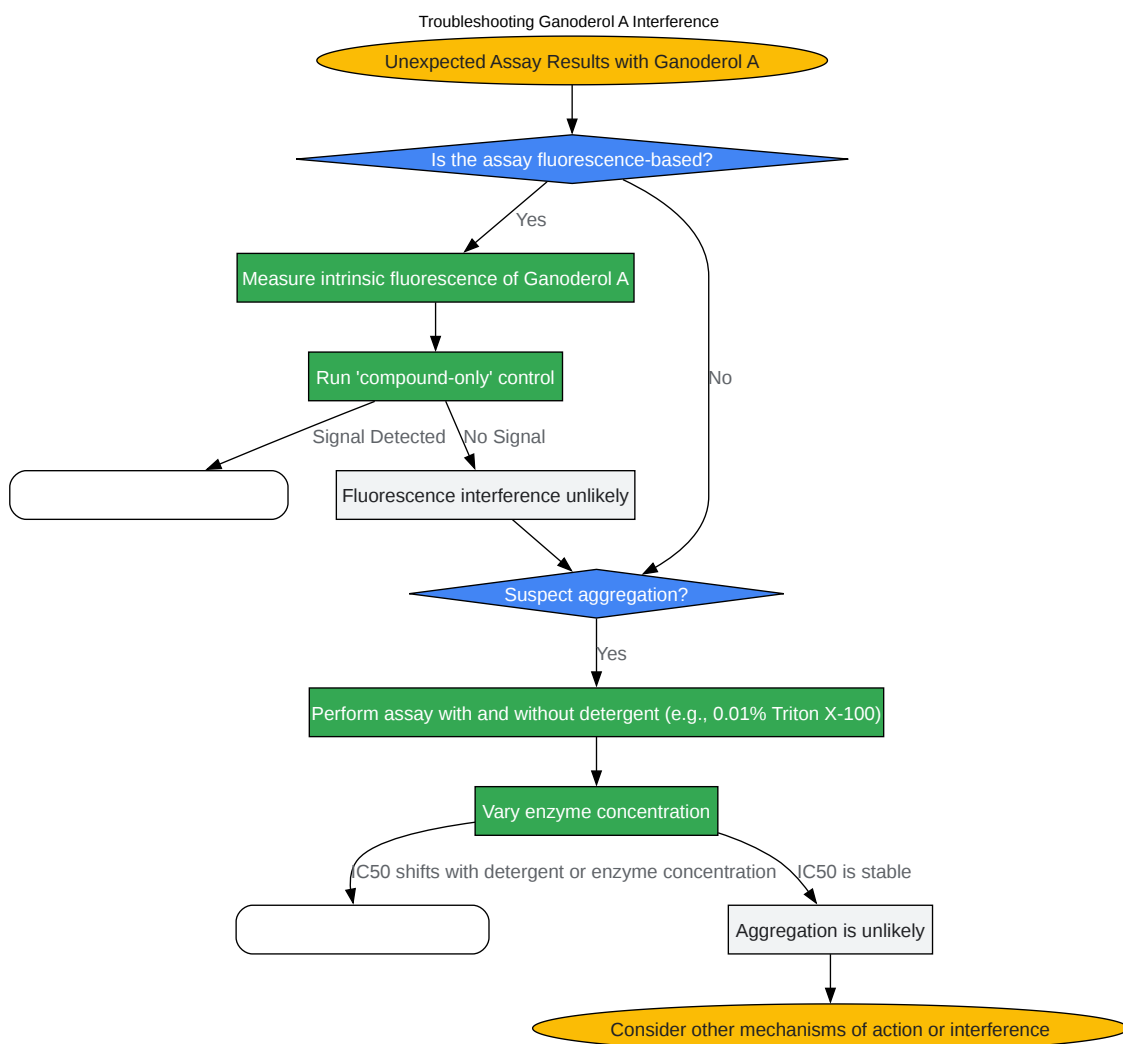 Troubleshooting Ganoderol A Interference
Unexpected Assay Results with Ganoderol A
Is the assay fluorescence-based?
Yes
Measure intrinsic fluorescence of Ganoderol A
No
Run 'compound-only' control
Signal Detected
No Signal
Fluorescence interference unlikely
Suspect aggregation?
Yes
Perform assay with and without detergent (e.g., 0.01% Triton X-100)
Vary enzyme concentration
IC50 shifts with detergent or enzyme concentration
IC50 is stable
Aggregation is unlikely
Consider other mechanisms of action or interference